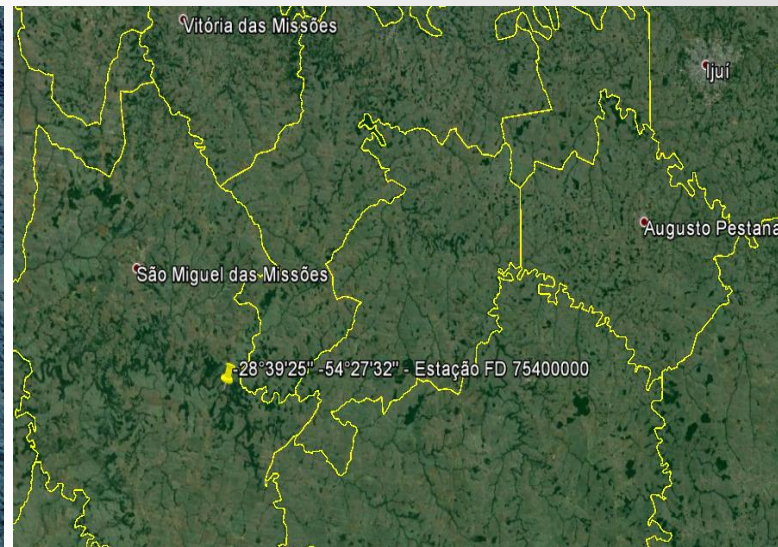 Vitória das Missões
Ijuí
Augusto Pestana
São Miguel das Missões
-28°39'25" -54°27'32" - Estação FD 75400000